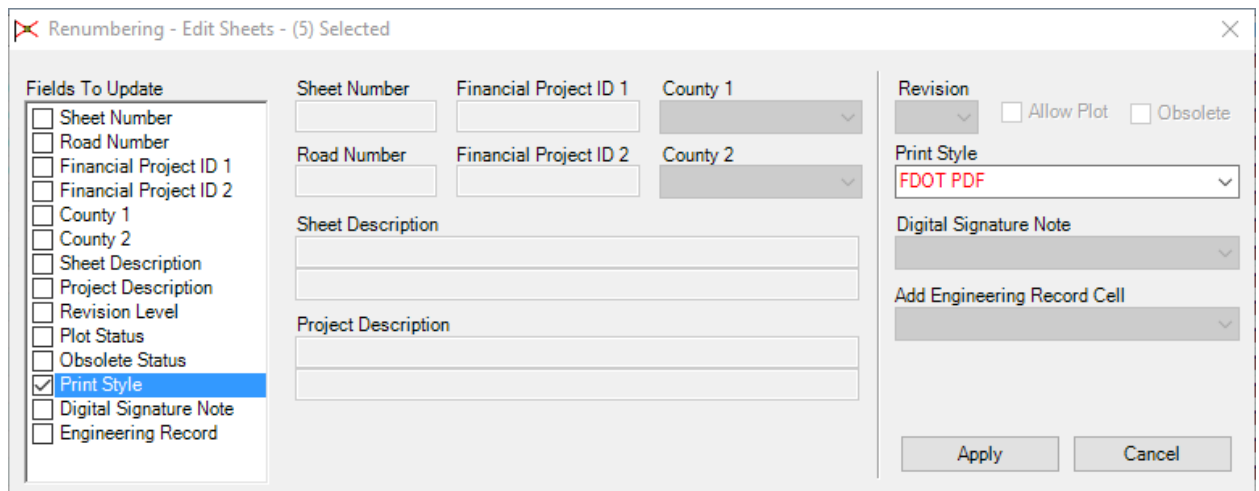 Renumbering - Edit Sheets - (5) Selected
Fields To Update
Sheet Number
Road Number
Financial Project ID 1
Financial Project ID 2
County 1
County 2
Sheet Description
Project Description
Revision Level
Plot Status
Obsolete Status
Print Style
Digital Signature Note
Engineering Record
Sheet Number
Financial Project ID 1
County 1
Road Number
Financial Project ID 2
County 2
Sheet Description
Project Description
Revision
Allow Plot
Obsolete
Print Style
FDOT PDF
Digital Signature Note
Add Engineering Record Cell
Apply
Cancel